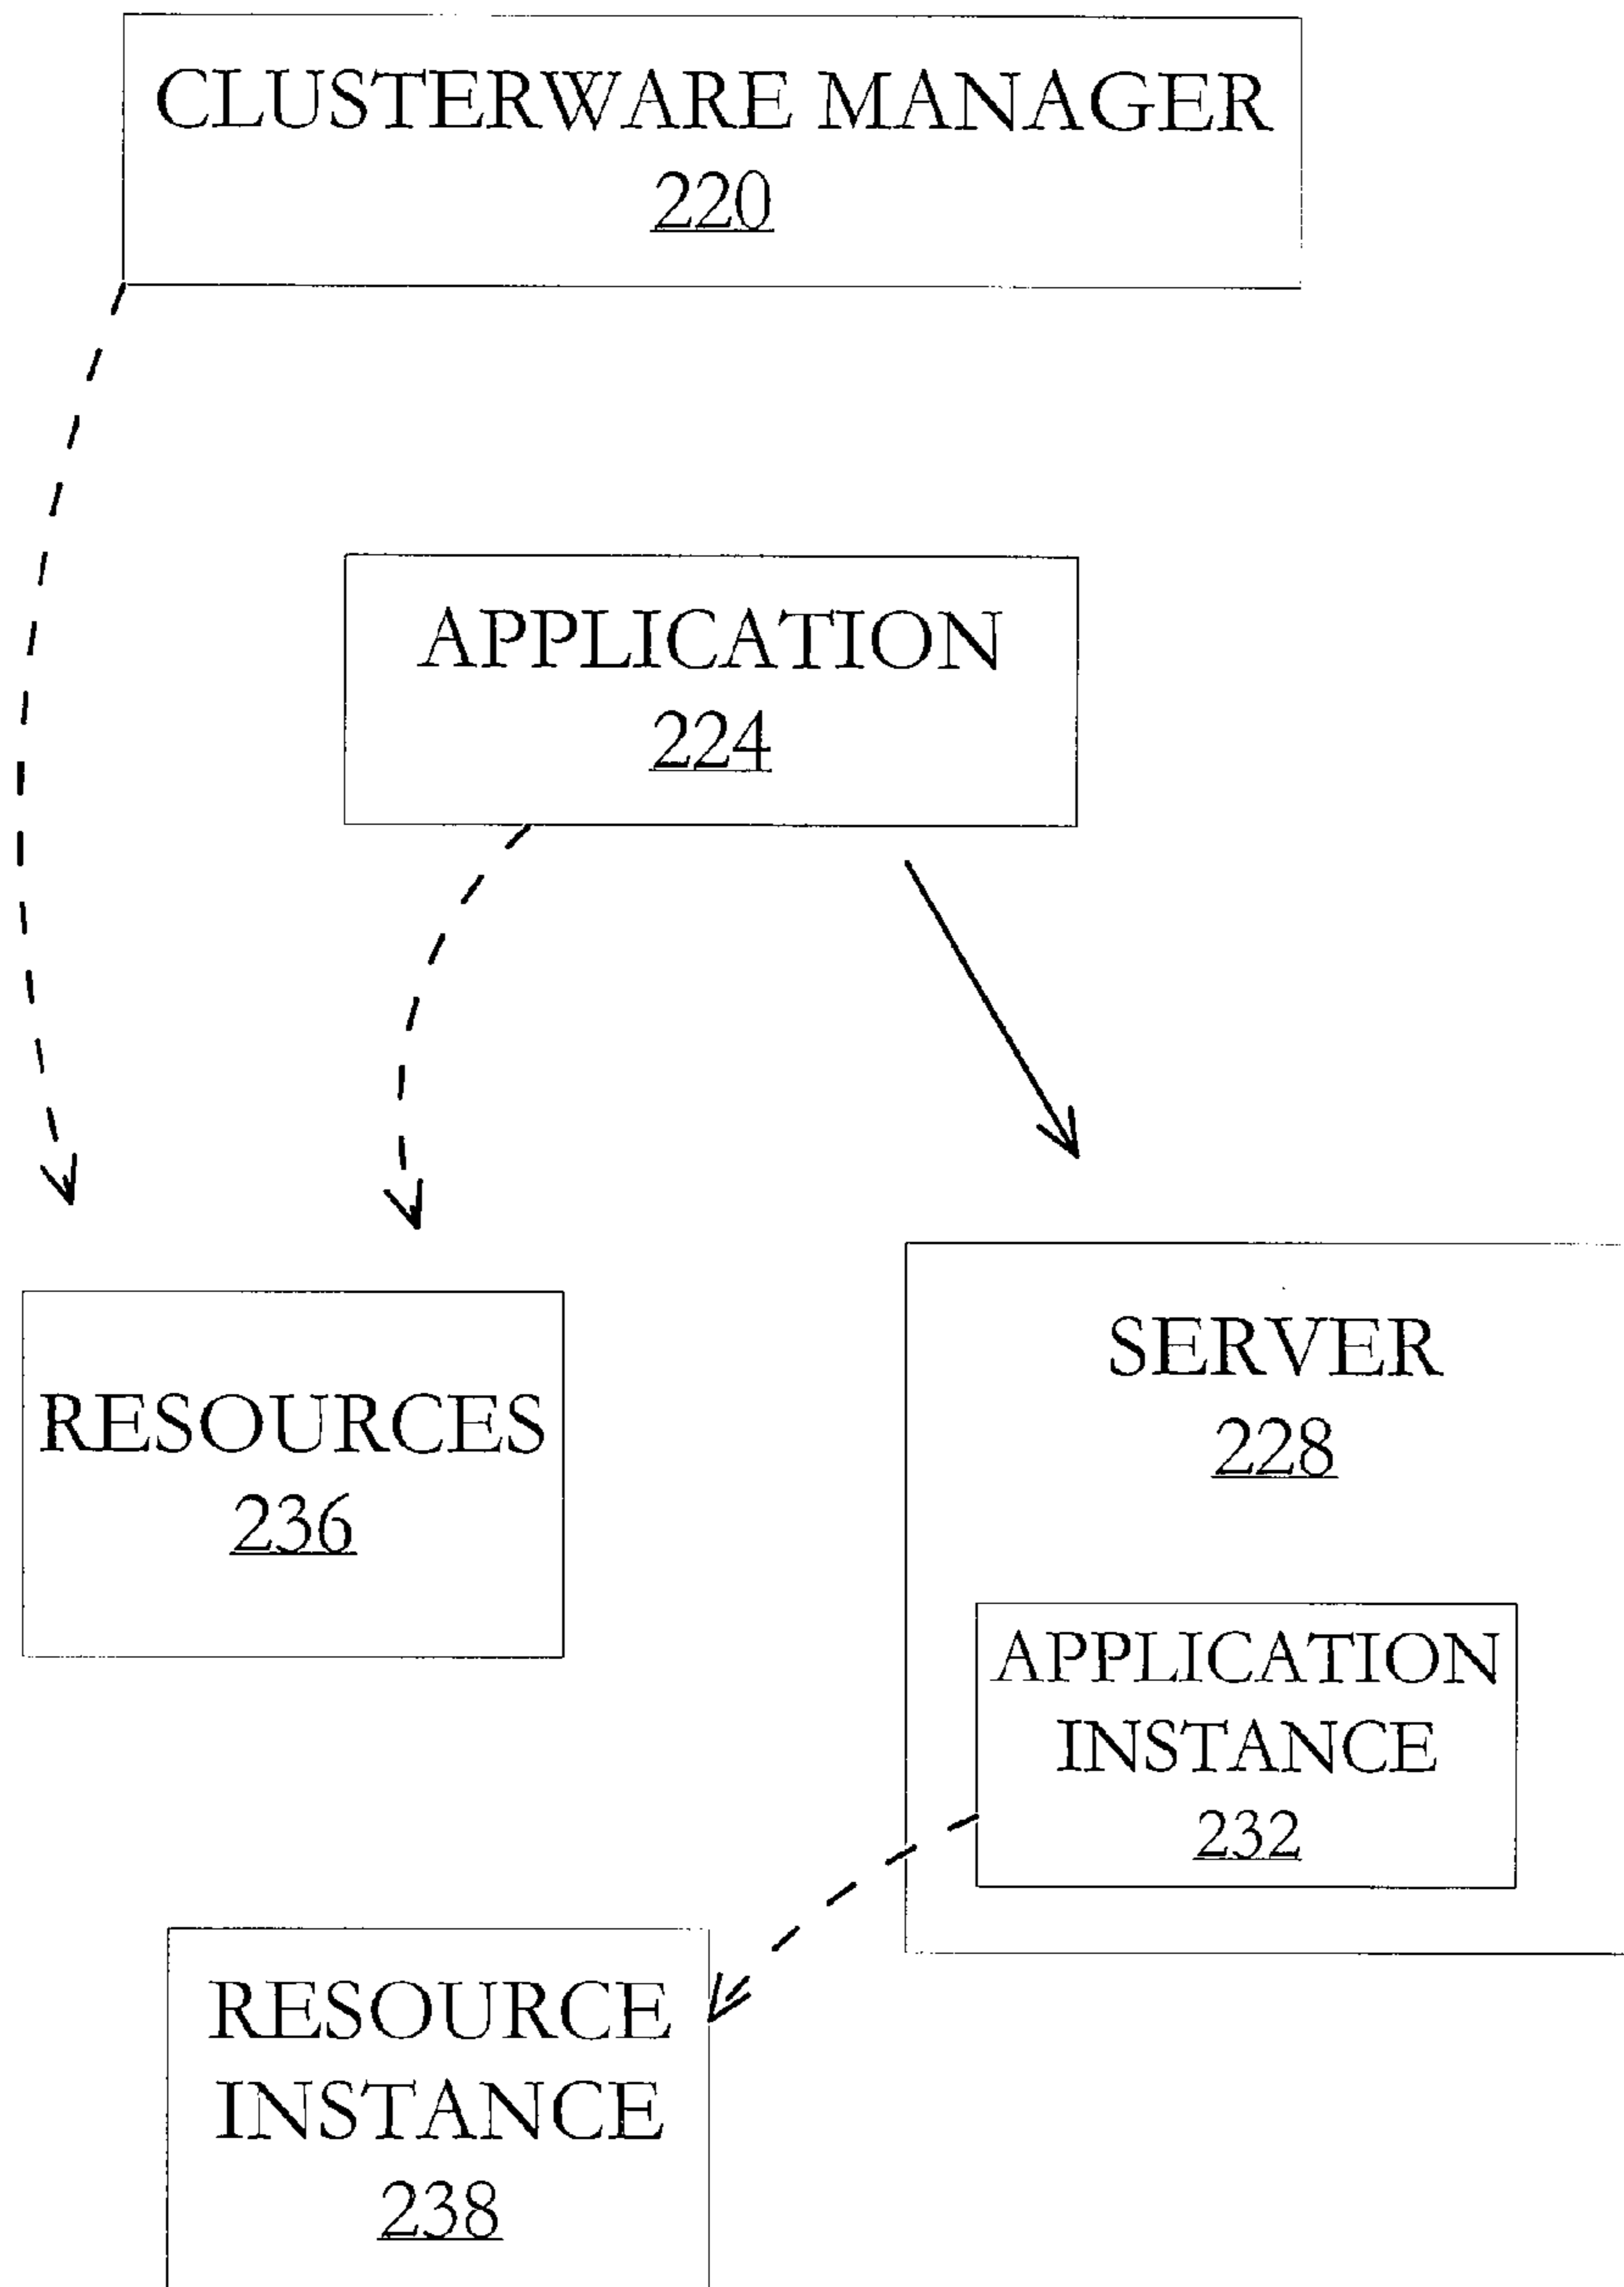 CLUSTERWARE MANAGER
220
APPLICATION
224
RESOURCES
236
SERVER
228
APPLICATION
INSTANCE
232
RESOURCE
INSTANCE
238